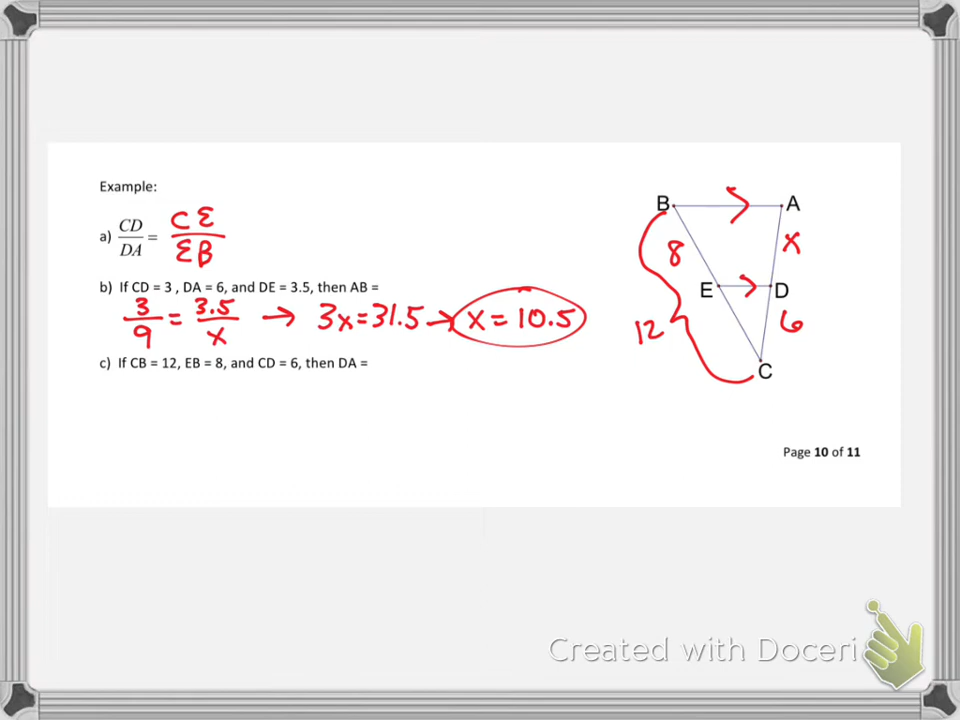 Example:
a) CD/DA = CE/EB
b) If CD = 3 , DA = 6, and DE = 3.5, then AB =
3/9 = 3.5/x → 3x=31.5 → x = 10.5
c) If CB = 12, EB = 8, and CD = 6, then DA =
B A
8 x
E D
12 6
C
Page 10 of 11
Created with Doceri